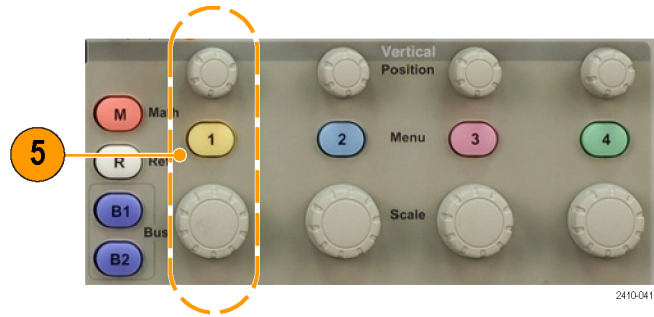 Vertical
Position
M Math
1
2
Menu
3
4
5
R Ref
B1
Scale
Bus
B2
2410-041